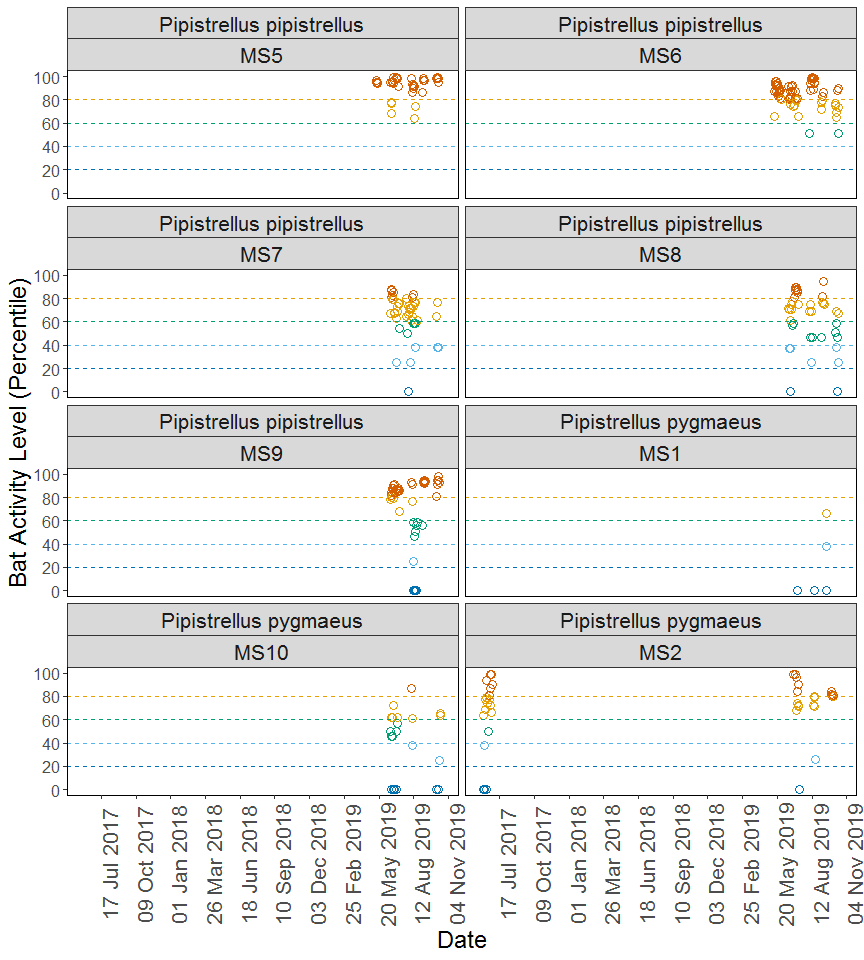 Pipistrellus pipistrellus
MS5
Pipistrellus pipistrellus
MS6
100
80
60
40
20
0
Pipistrellus pipistrellus
MS7
Pipistrellus pipistrellus
MS8
100
80
60
40
20
0
Pipistrellus pipistrellus
MS9
Pipistrellus pygmaeus
MS1
100
80
60
40
20
0
Pipistrellus pygmaeus
MS10
Pipistrellus pygmaeus
MS2
100
80
60
40
20
0
Bat Activity Level (Percentile)
17 Jul 2017
09 Oct 2017
01 Jan 2018
26 Mar 2018
18 Jun 2018
10 Sep 2018
03 Dec 2018
25 Feb 2019
20 May 2019
12 Aug 2019
04 Nov 2019
17 Jul 2017
09 Oct 2017
01 Jan 2018
26 Mar 2018
18 Jun 2018
10 Sep 2018
03 Dec 2018
25 Feb 2019
20 May 2019
12 Aug 2019
04 Nov 2019
Date